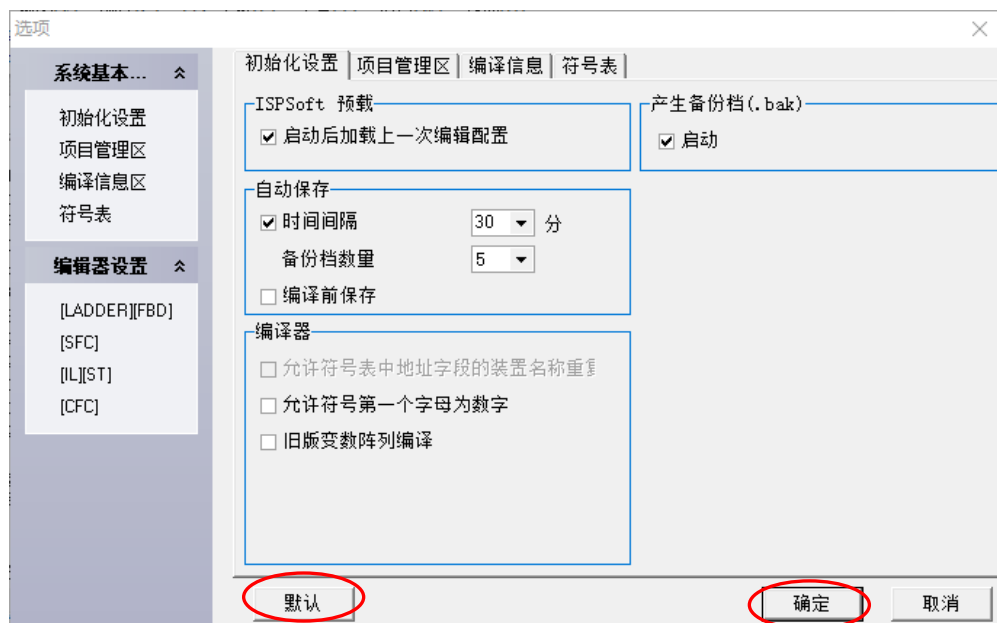 选项
系统基本...
初始化设置
项目管理区
编译信息区
符号表
编辑器设置
[LADDER][FBD]
[SFC]
[IL][ST]
[CFC]
初始化设置 项目管理区 编译信息 符号表
ISPSoft 预载
启动后加载上一次编辑配置
产生备份档(.bak)
启动
自动保存
时间间隔 30 分
备份档数量 5
编译前保存
编译器
允许符号表中地址字段的装置名称重
允许符号第一个字母为数字
旧版变数阵列编译
默认 确定 取消